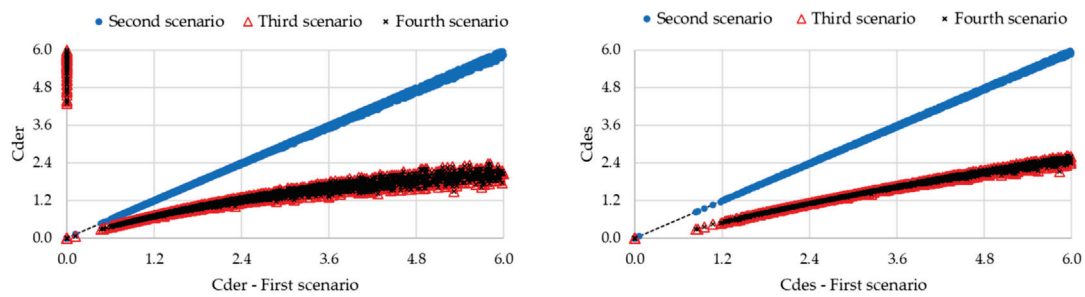 Second scenario Third scenario Fourth scenario
6.0
4.8
3.6
2.4
1.2
0.0
Cder
0.0 1.2 2.4 3.6 4.8 6.0
Cder - First scenario
Second scenario Third scenario Fourth scenario
6.0
4.8
3.6
2.4
1.2
0.0
Cdes
0.0 1.2 2.4 3.6 4.8 6.0
Cdes - First scenario